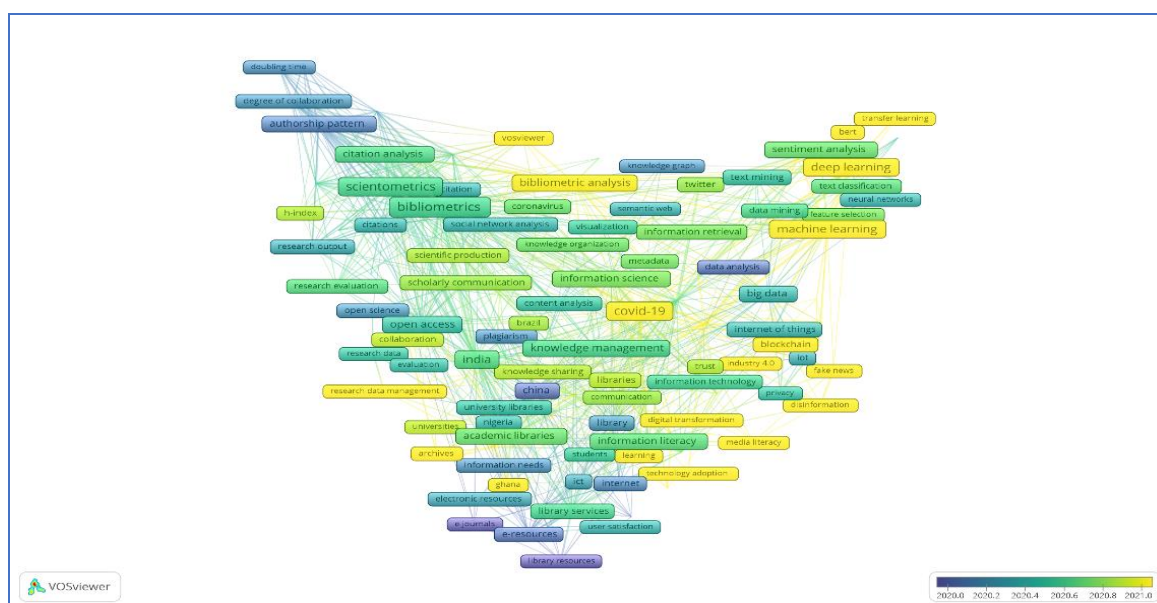 doubling time
degree of collaboration
authorship pattern
transfer learning
bert
vosviewer
citation analysis
sentiment analysis
knowledge graph
deep learning
scientometrics
citation
bibliometric analysis
twitter
text mining
text classification
neural networks
h-index
bibliometrics
coronavirus
semantic web
data mining
feature selection
citations
social network analysis
visualization
information retrieval
machine learning
research output
knowledge organization
scientific production
metadata
data analysis
research evaluation
scholarly communication
information science
big data
open science
content analysis
covid-19
open access
brazil
internet of things
collaboration
plagiarism
blockchain
research data
knowledge management
iot
evaluation
india
trust
industry 4.0
fake news
knowledge sharing
libraries
information technology
research data management
china
communication
privacy
disinformation
university libraries
universities
nigeria
library
digital transformation
academic libraries
information literacy
media literacy
archives
students
learning
information needs
technology adoption
ghana
ict
internet
electronic resources
library services
e-journals
e-resources
user satisfaction
library resources
VOSviewer
2020.0 2020.2 2020.4 2020.6 2020.8 2021.0